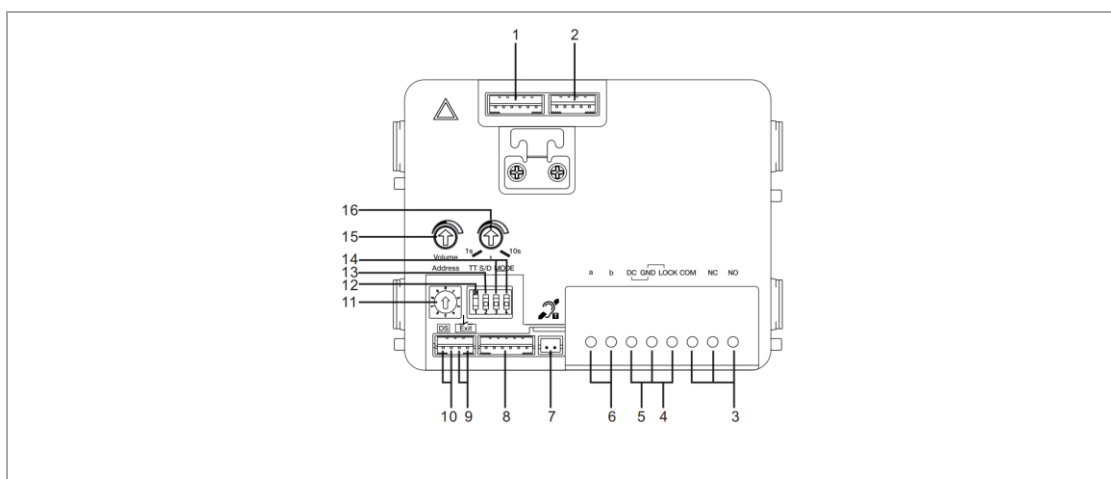 1 2
16
15
1s 10s
Volume
14
Address TT S/D MODE
13
12
11
a b DC GND LOCK COM NC NO
T
DS Exit
10 9 8 7 6 5 4 3